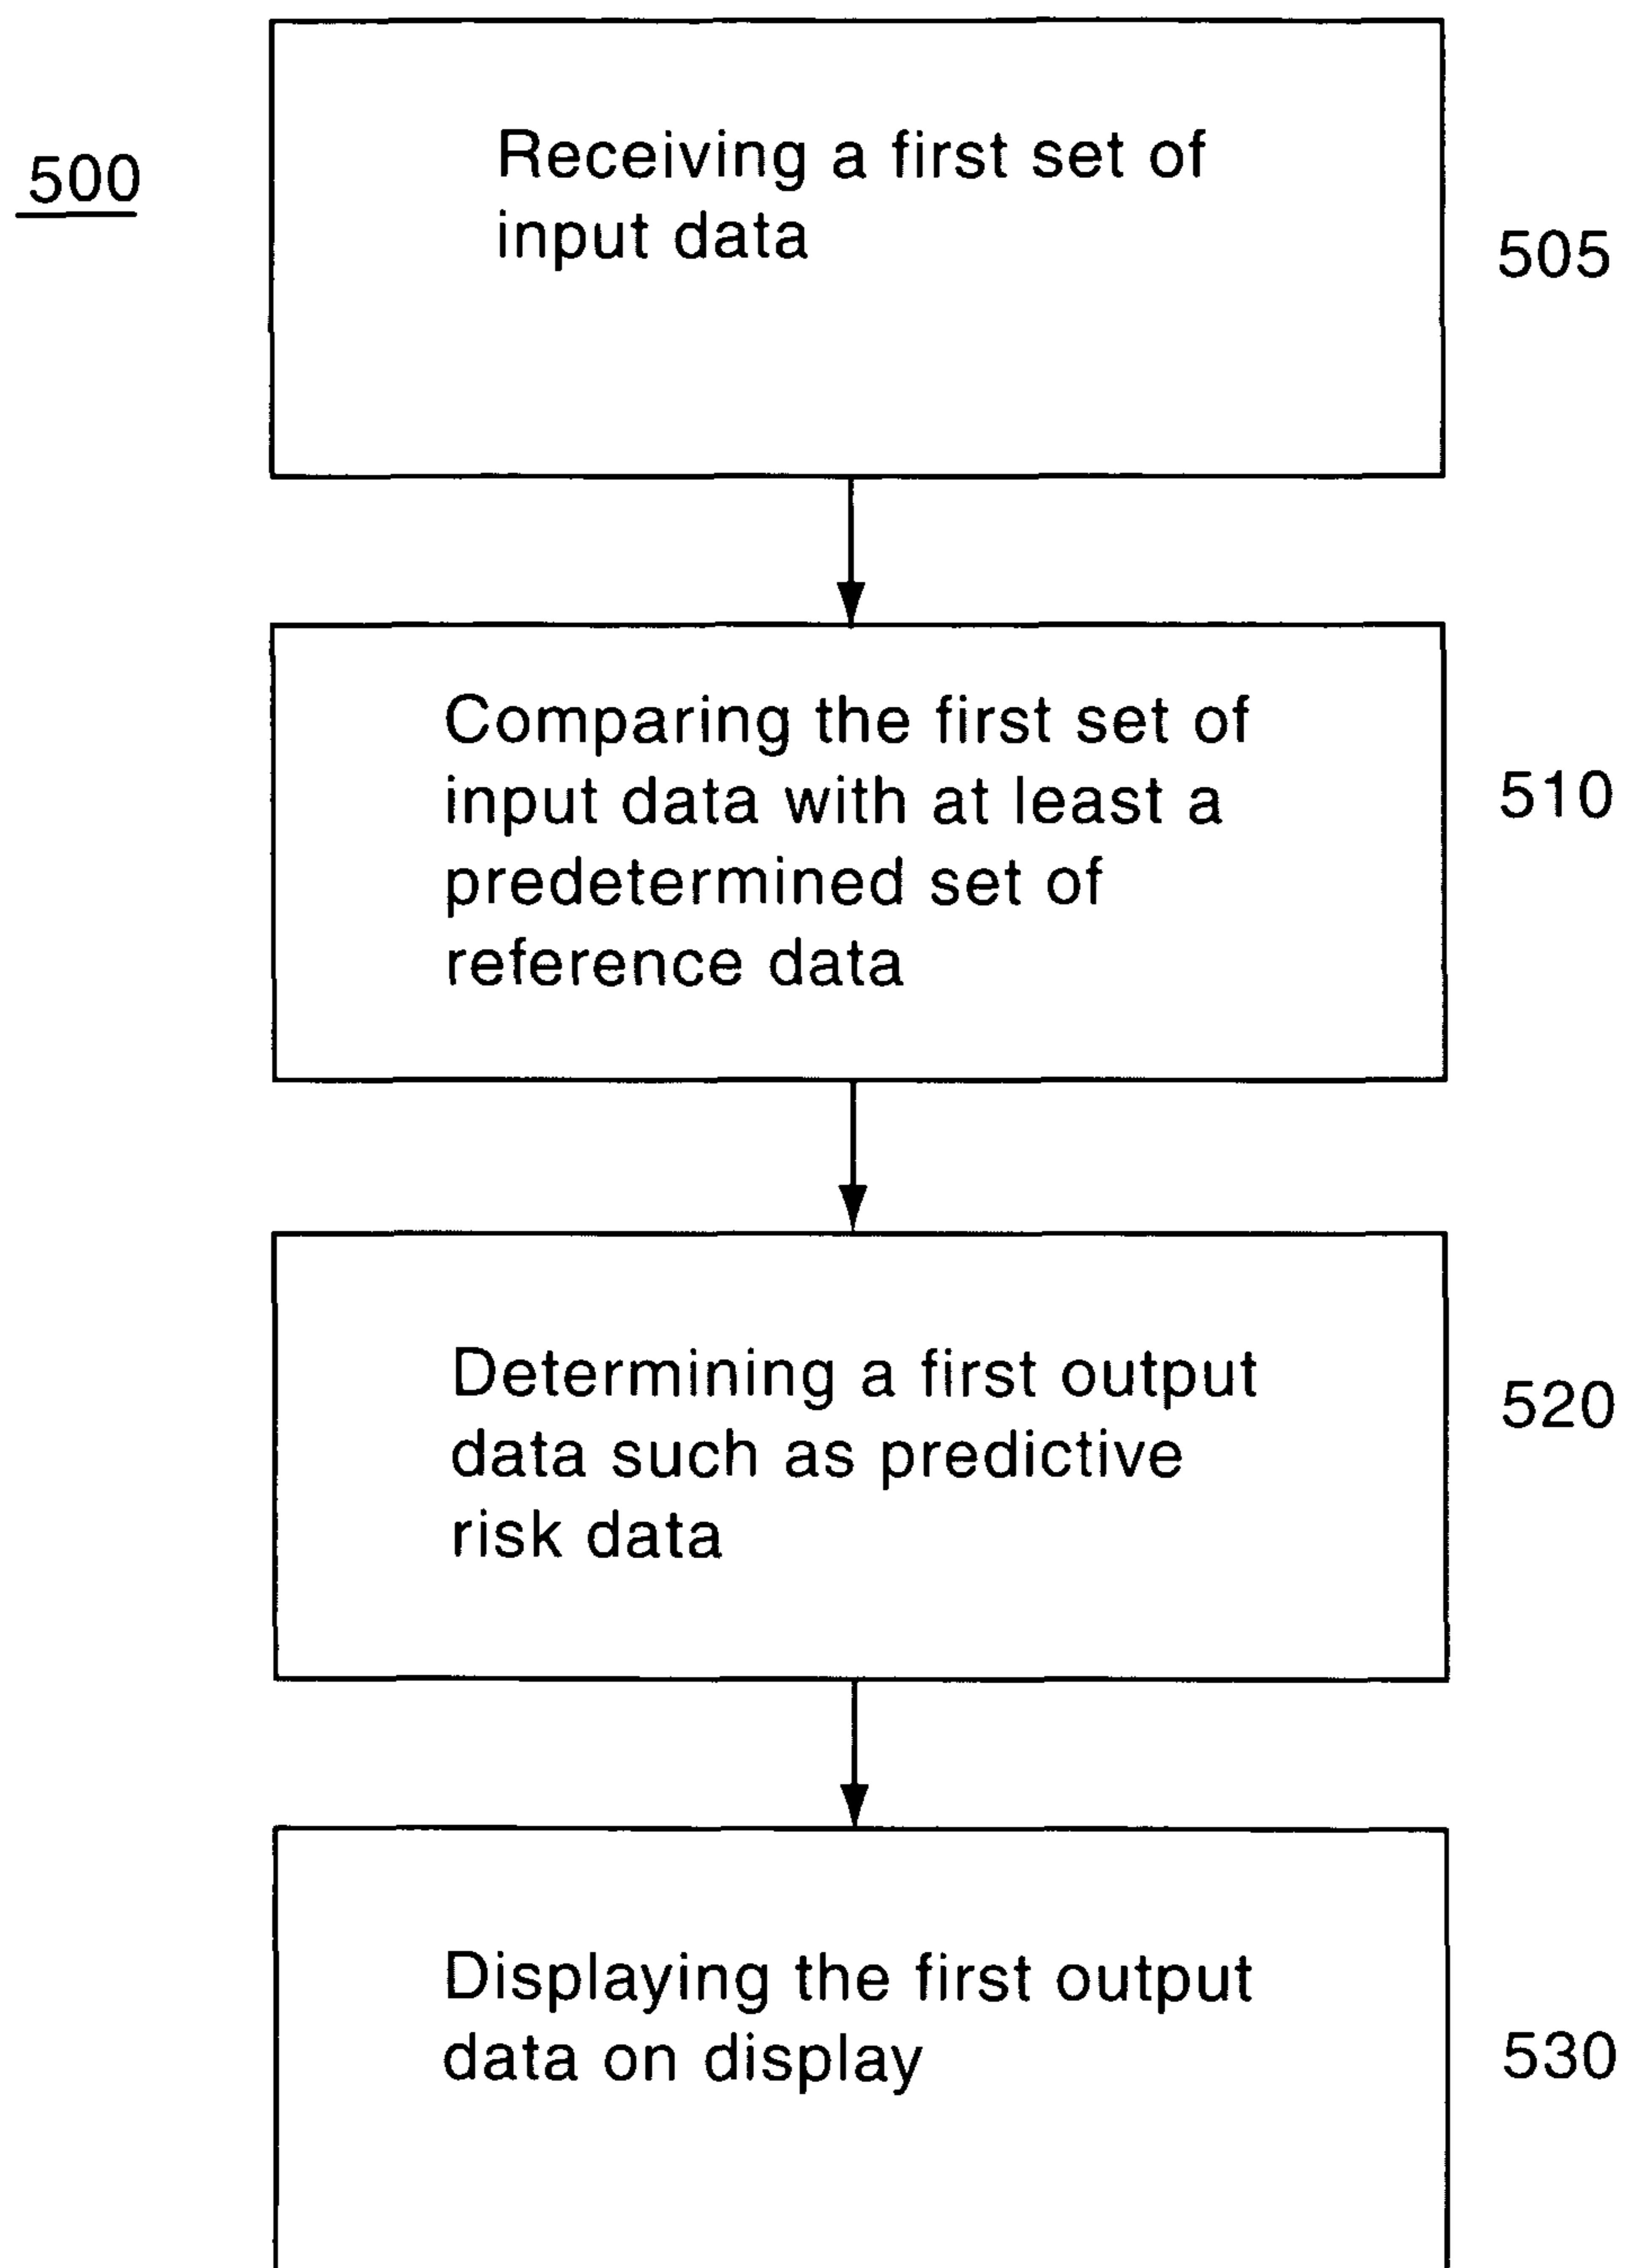 500
Receiving a first set of
input data
505
Comparing the first set of
input data with at least a
predetermined set of
reference data
510
Determining a first output
data such as predictive
risk data
520
Displaying the first output
data on display
530